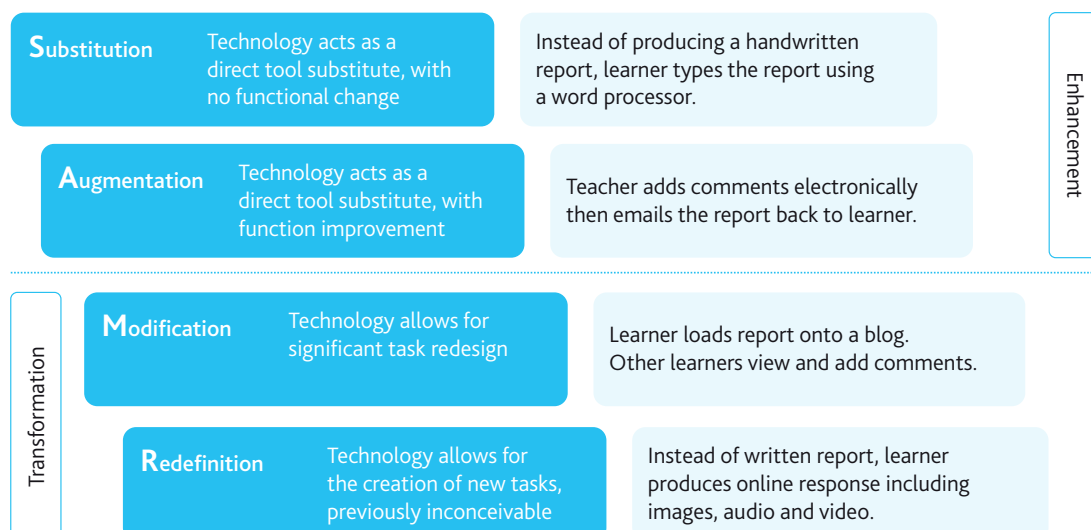 Substitution
Technology acts as a
direct tool substitute, with
no functional change
Instead of producing a handwritten
report, learner types the report using
a word processor.
Enhancement
Augmentation
Technology acts as a
direct tool substitute, with
function improvement
Teacher adds comments electronically
then emails the report back to learner.
Transformation
Modification
Technology allows for
significant task redesign
Learner loads report onto a blog.
Other learners view and add comments.
Redefinition
Technology allows for
the creation of new tasks,
previously inconceivable
Instead of written report, learner
produces online response including
images, audio and video.